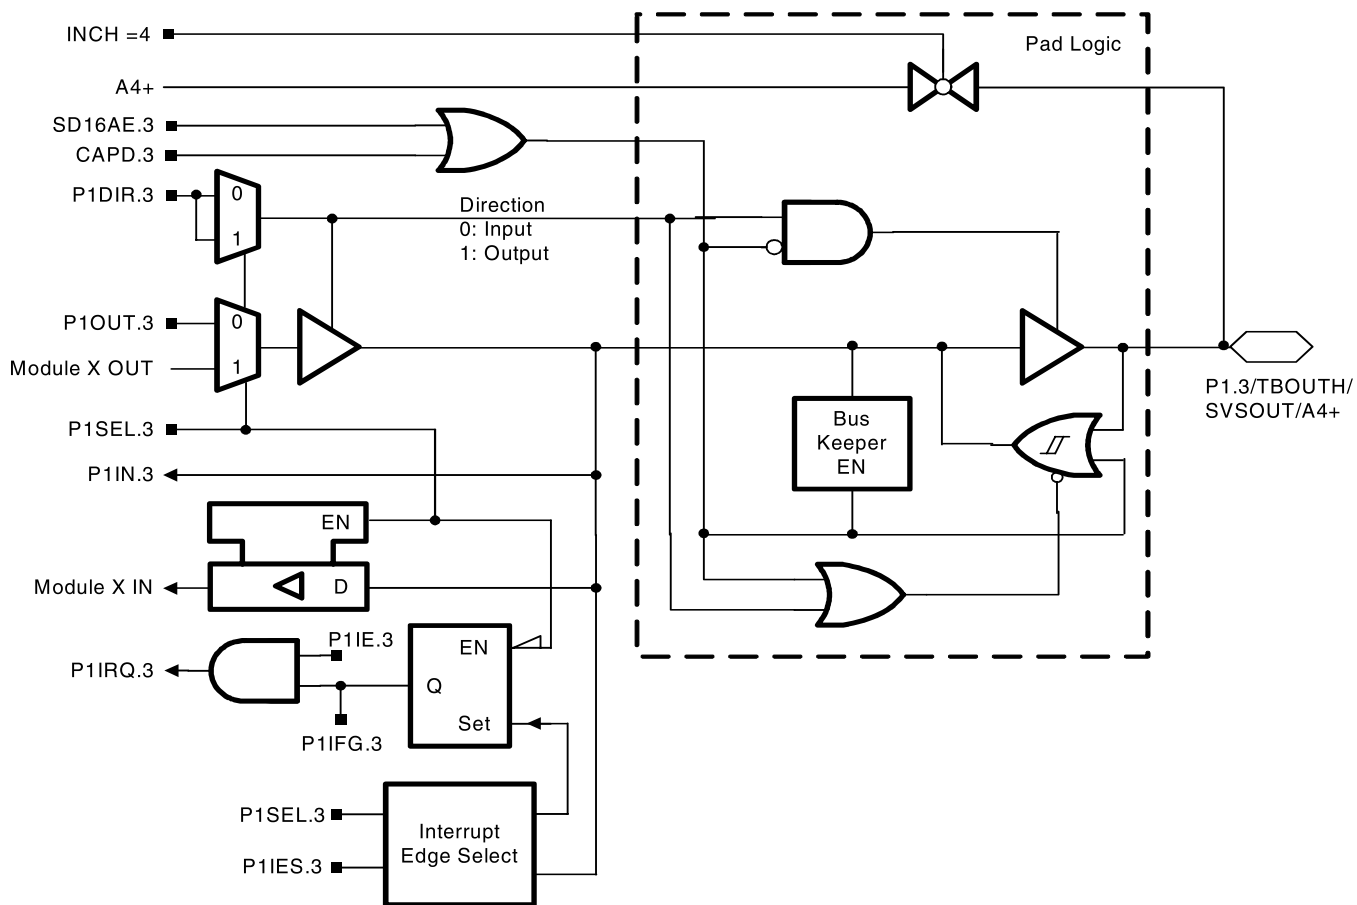 INCH =4
Pad Logic
A4+
SD16AE.3
CAPD.3
P1DIR.3
0
1
Direction
0: Input
1: Output
P1OUT.3
0
Module X OUT
1
P1.3/TBOUTH/
SVSOUT/A4+
P1SEL.3
Bus
Keeper
EN
P1IN.3
EN
Module X IN
D
P1IE.3
EN
P1IRQ.3
Q
Set
P1IFG.3
P1SEL.3
Interrupt
Edge Select
P1IES.3